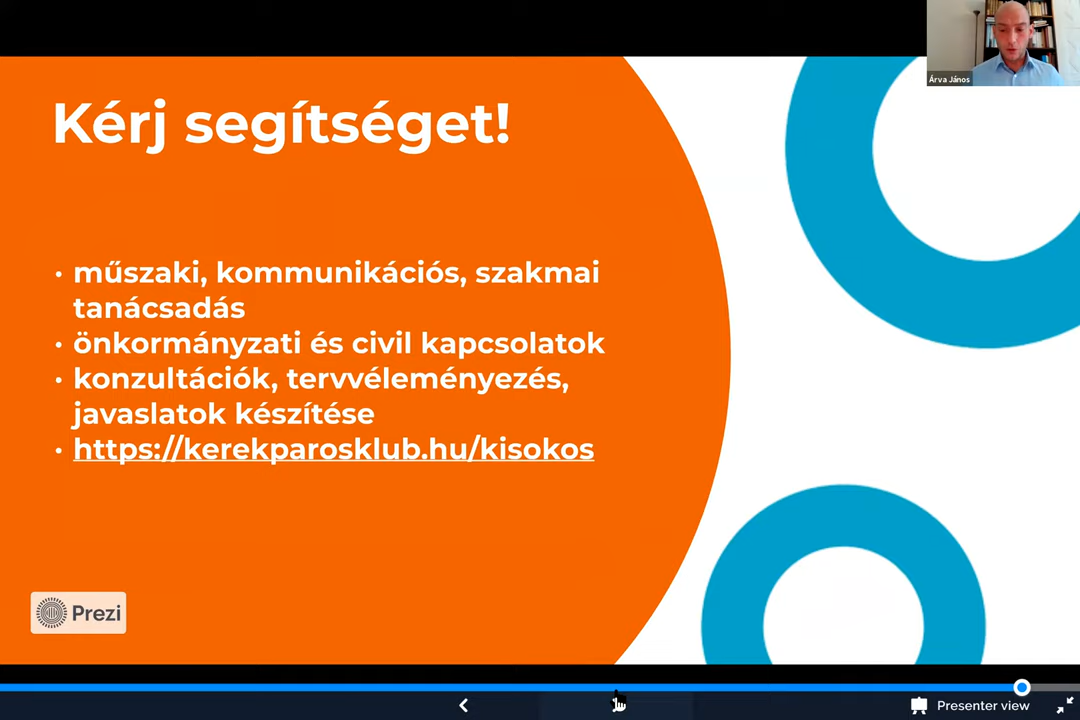 Árva János
Kérj segítséget!
• műszaki, kommunikációs, szakmai
tanácsadás
• önkormányzati és civil kapcsolatok
• konzultációk, tervvéleményezés,
javaslatok készítése
• https://kerekparosklub.hu/kisokos
Prezi
Presenter view